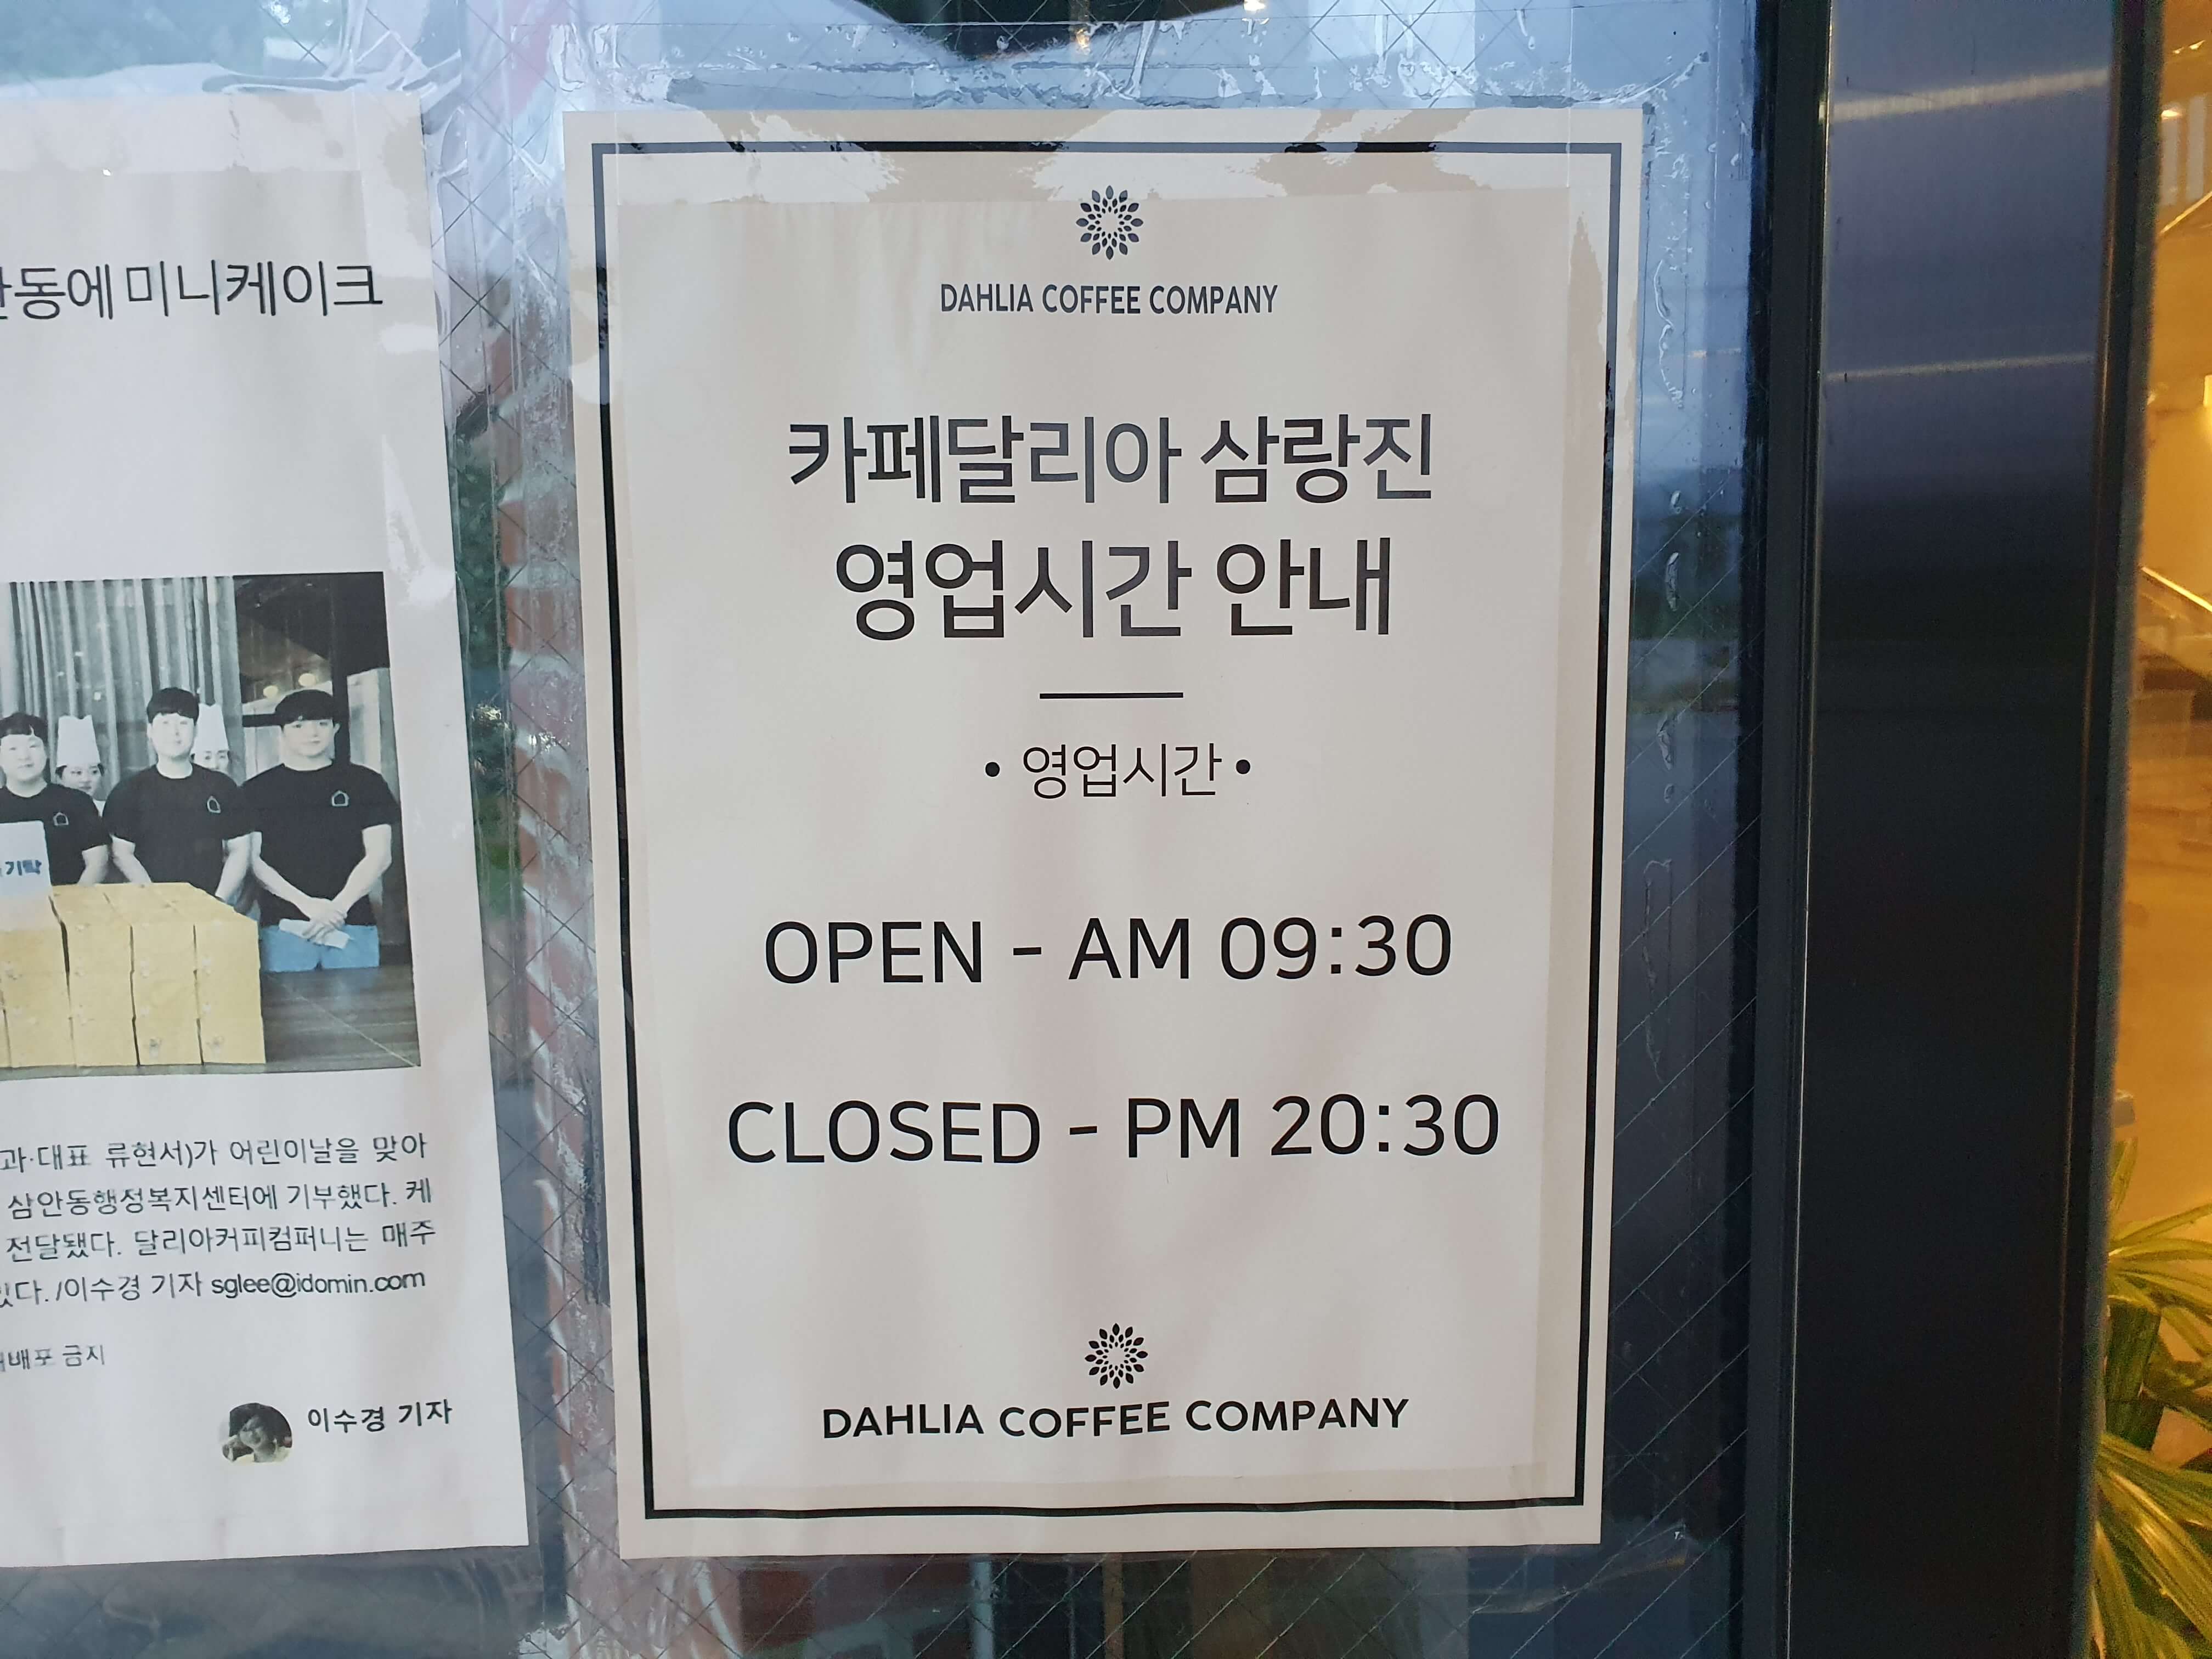 동에 미니케이크
기탁
과·대표 류현서)가 어린이날을 맞아
삼안동행정복지센터에 기부했다. 케
전달됐다. 달리아커피컴퍼니는 매주
있다. /이수경 기자 sglee@idomin.com
배포 금지
이수경 기자
DAHLIA COFFEE COMPANY
카페달리아 삼랑진
영업시간 안내
• 영업시간 •
OPEN - AM 09:30
CLOSED - PM 20:30
DAHLIA COFFEE COMPANY